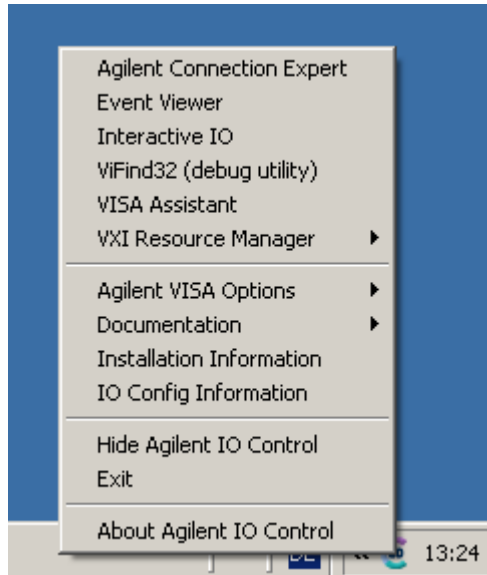 Agilent Connection Expert
Event Viewer
Interactive IO
ViFind32 (debug utility)
VISA Assistant
VXI Resource Manager
Agilent VISA Options
Documentation
Installation Information
IO Config Information
Hide Agilent IO Control
Exit
About Agilent IO Control
13:24